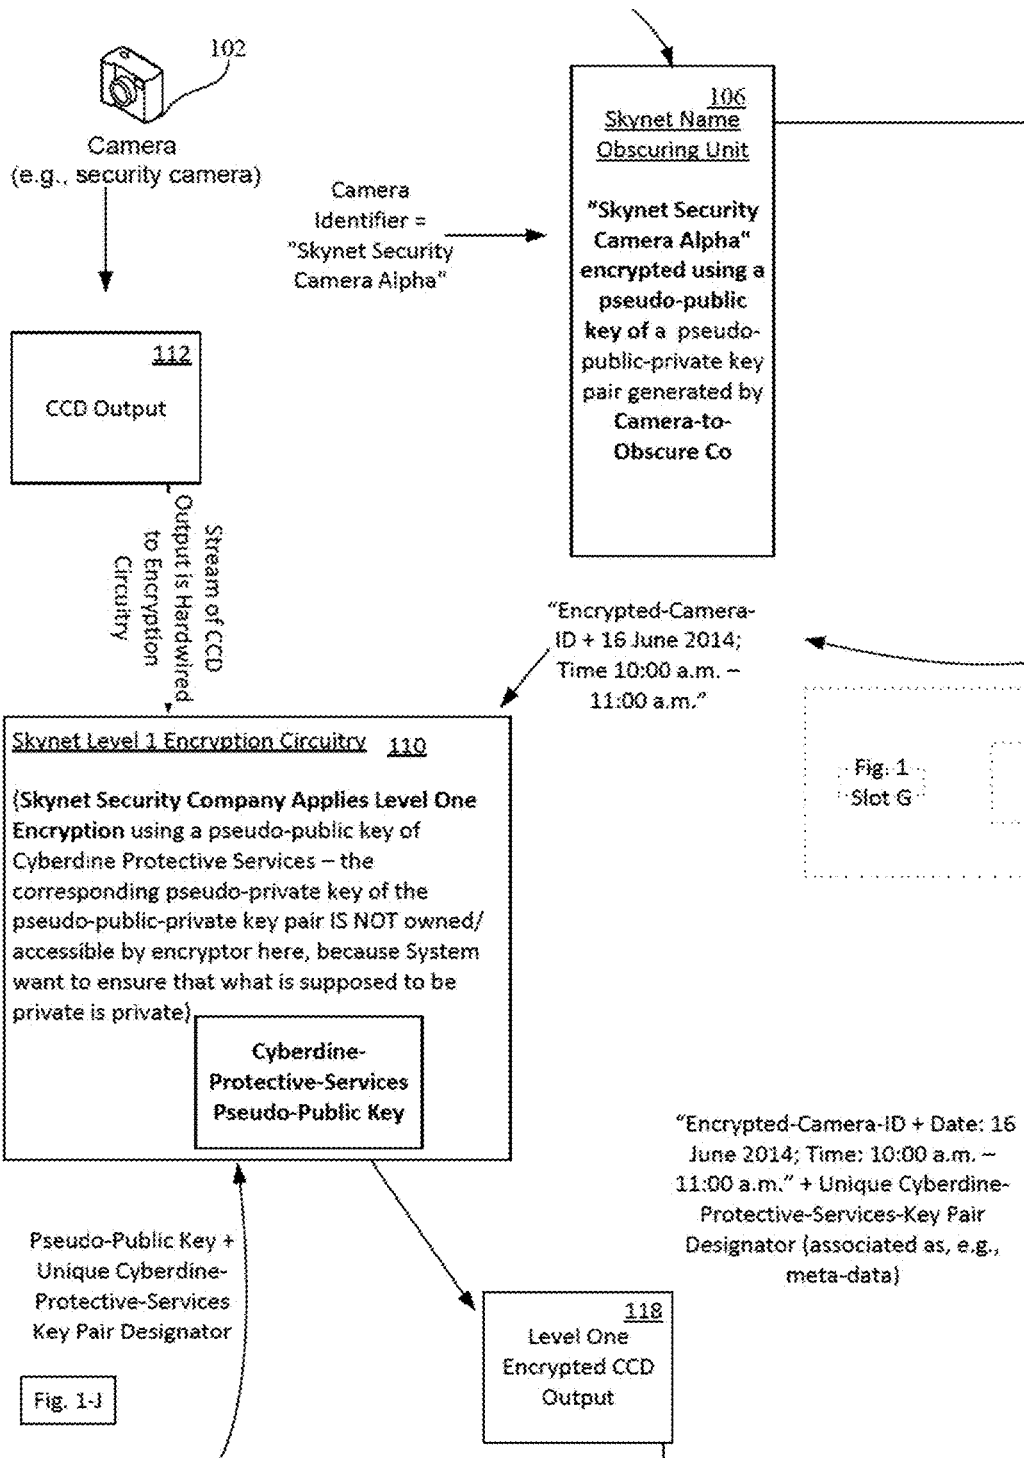 102
Camera
(e.g., security camera)
106
Skynet Name
Obscuring Unit
"Skynet Security
Camera Alpha"
encrypted using a
pseudo-public
key of a pseudo-
public-private key
pair generated by
Camera-to-
Obscure Co
Camera
Identifier =
"Skynet Security
Camera Alpha"
112
CCD Output
Stream of CCD
Output is Hardwired
to Encryption
Circuitry
"Encrypted-Camera-
ID + 16 June 2014;
Time 10:00 a.m. –
11:00 a.m."
Skynet Level 1 Encryption Circuitry 110
(Skynet Security Company Applies Level One
Encryption using a pseudo-public key of
Cyberdine Protective Services – the
corresponding pseudo-private key of the
pseudo-public-private key pair IS NOT owned/
accessible by encryptor here, because System
want to ensure that what is supposed to be
private is private)
Cyberdine-
Protective-Services
Pseudo-Public Key
Fig. 1
Slot G
"Encrypted-Camera-ID + Date: 16
June 2014; Time: 10:00 a.m. –
11:00 a.m." + Unique Cyberdine-
Protective-Services-Key Pair
Designator (associated as, e.g.,
meta-data)
Pseudo-Public Key +
Unique Cyberdine-
Protective-Services
Key Pair Designator
118
Level One
Encrypted CCD
Output
Fig. 1-J